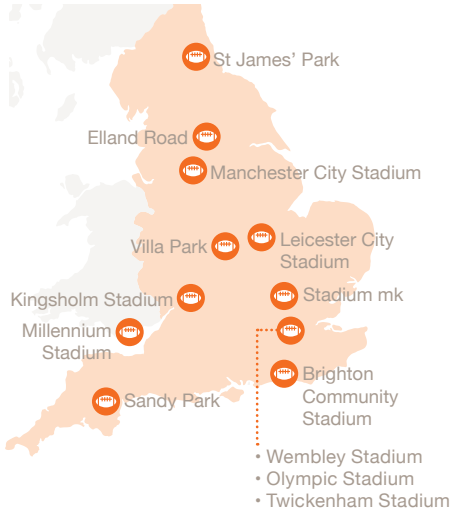 St James’ Park
Elland Road
Manchester City Stadium
Villa Park
Leicester City
Stadium
Kingsholm Stadium
Stadium mk
Millennium
Stadium
Brighton
Community
Stadium
Sandy Park
• Wembley Stadium
• Olympic Stadium
• Twickenham Stadium